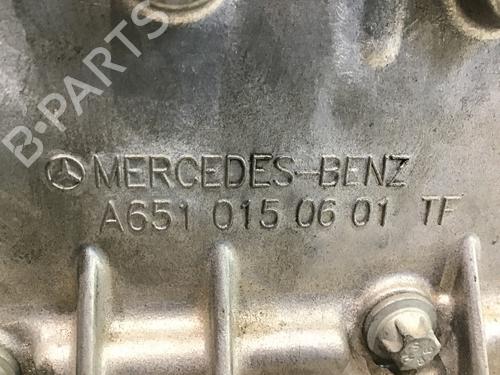 B-PARTS
MERCEDES-BENZ
A651 015 06 01 TF